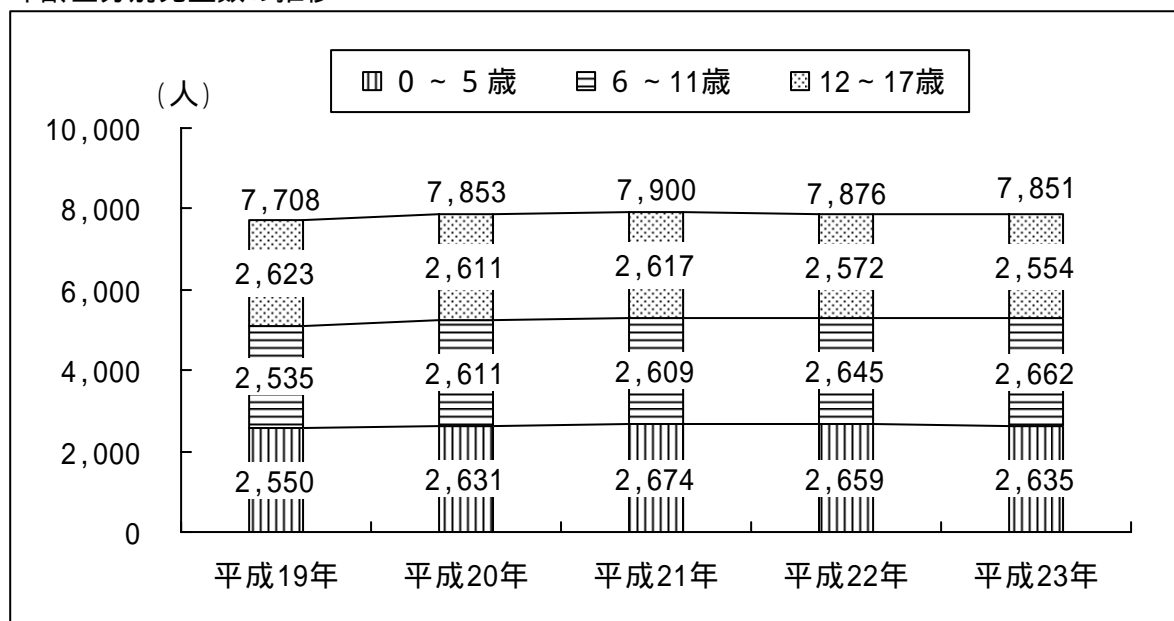 ０～５歳 ６～11歳 12～17歳
(人)
10,000
8,000
6,000
4,000
2,000
0
7,708 7,853 7,900 7,876 7,851
2,623 2,611 2,617 2,572 2,554
2,535 2,611 2,609 2,645 2,662
2,550 2,631 2,674 2,659 2,635
平成19年 平成20年 平成21年 平成22年 平成23年